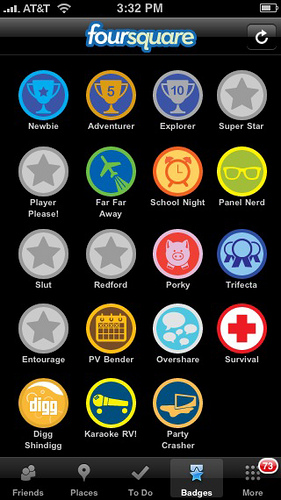 AT&T 3:32 PM
foursquare
5 10
Newbie Adventurer Explorer Super Star
Player Please! Far Far Away School Night Panel Nerd
Slut Redford Porky Trifecta
Entourage PV Bender Overshare Survival
digg
Digg Shindigg Karaoke RV! Party Crasher
73
Friends Places To Do Badges More